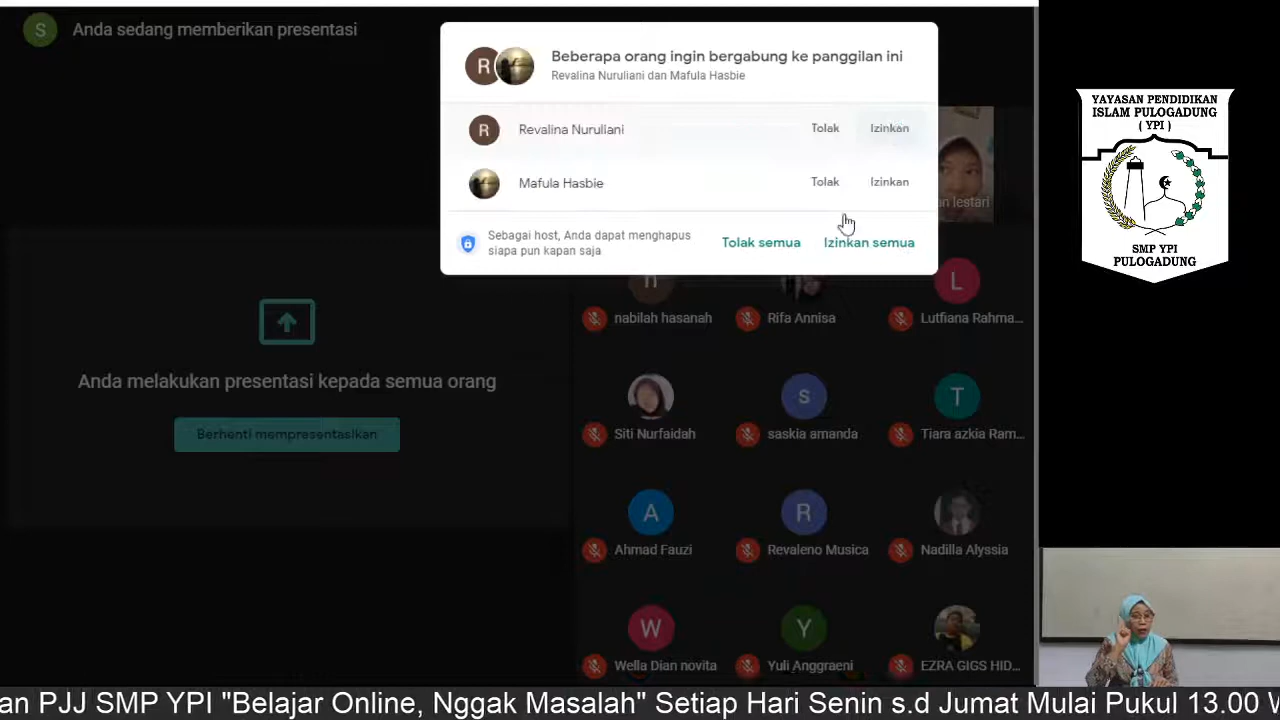 S
Anda sedang memberikan presentasi
R
Beberapa orang ingin bergabung ke panggilan ini
Revalina Nuruliani dan Mafula Hasbie
R
Revalina Nuruliani
Tolak
Izinkan
Mafula Hasbie
Tolak
Izinkan
Sebagai host, Anda dapat menghapus
siapa pun kapan saja
Tolak semua
Izinkan semua
lestari
YAYASAN PENDIDIKAN
ISLAM PULOGADUNG
( YPI )
SMP YPI
PULOGADUNG
n
L
nabilah hasanah
Rifa Annisa
Lutfiana Rahma...
Anda melakukan presentasi kepada semua orang
Berhenti mempresentasikan
s
T
Siti Nurfaidah
saskia amanda
Tiara azkia Ram...
A
R
Ahmad Fauzi
Revaleno Musica
Nadilla Alyssia
W
Y
Wella Dian novita
Yuli Anggraeni
EZRA GIGS HID...
an PJJ SMP YPI "Belajar Online, Nggak Masalah" Setiap Hari Senin s.d Jumat Mulai Pukul 13.00 W